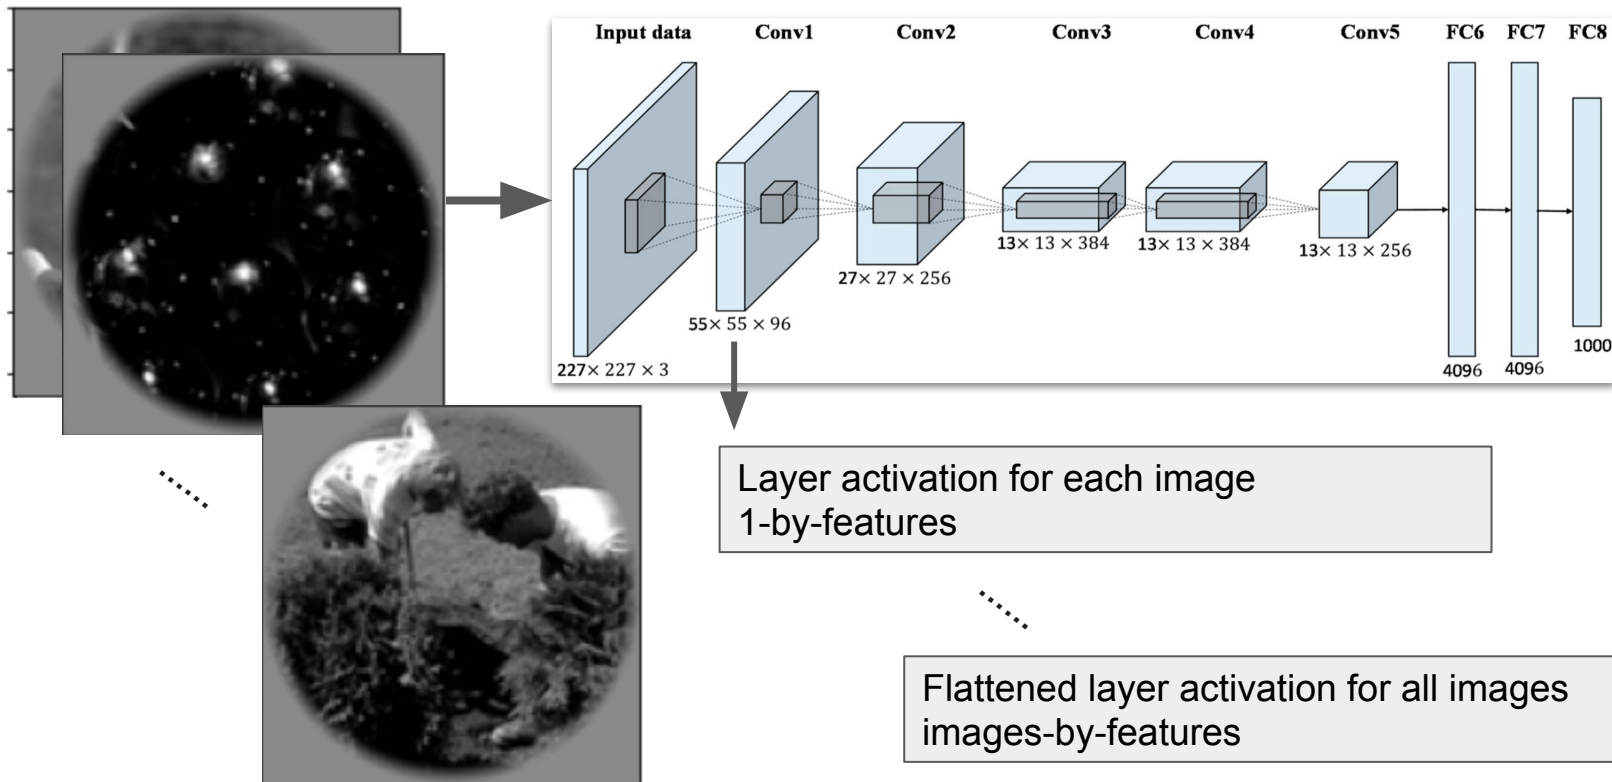 Input data Conv1 Conv2 Conv3 Conv4 Conv5 FC6 FC7 FC8
13× 13 × 384
13× 13 × 384
13× 13 × 256
27× 27 × 256
55× 55 × 96
1000
227× 227 × 3
4096
4096
Layer activation for each image
1-by-features
Flattened layer activation for all images
images-by-features